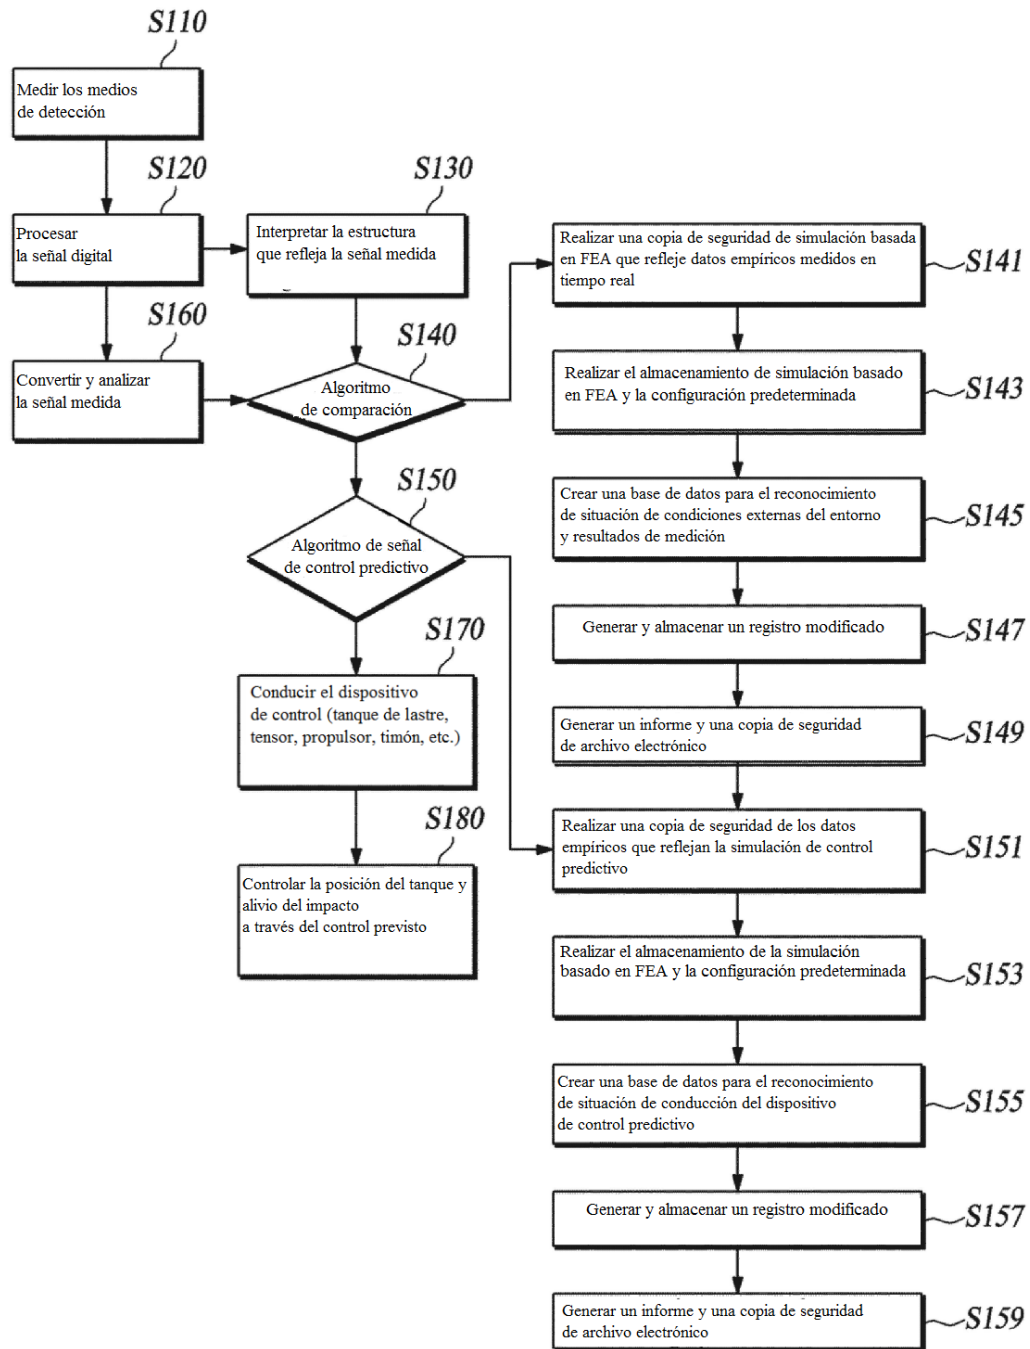 S110
Medir los medios
de detección
S120
Procesar
la señal digital
S130
Interpretar la estructura
que refleja la señal medida
S160
Convertir y analizar
la señal medida
S140
Algoritmo
de comparación
S150
Algoritmo de señal
de control predictivo
S170
Conducir el dispositivo
de control (tanque de lastre,
tensor, propulsor, timón, etc.)
S180
Controlar la posición del tanque y
alivio del impacto
a través del control previsto
Realizar una copia de seguridad de simulación basada
en FEA que refleje datos empíricos medidos en
tiempo real
S141
Realizar el almacenamiento de simulación basado
en FEA y la configuración predeterminada
S143
Crear una base de datos para el reconocimiento
de situación de condiciones externas del entorno
y resultados de medición
S145
Generar y almacenar un registro modificado
S147
Generar un informe y una copia de seguridad
de archivo electrónico
S149
Realizar una copia de seguridad de los datos
empíricos que reflejan la simulación de control
predictivo
S151
Realizar el almacenamiento de la simulación
basado en FEA y la configuración predeterminada
S153
Crear una base de datos para el reconocimiento
de situación de conducción del dispositivo
de control predictivo
S155
Generar y almacenar un registro modificado
S157
Generar un informe y una copia de seguridad
de archivo electrónico
S159